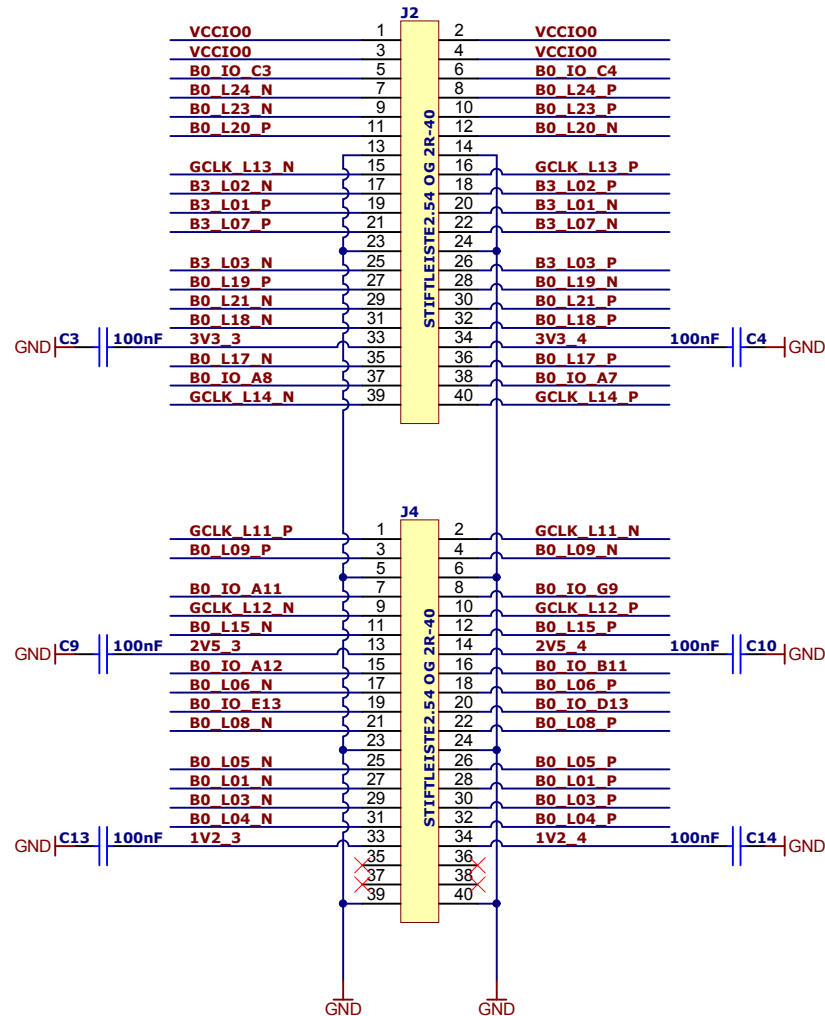 J2
VCCIO0 1 2 VCCIO0
VCCIO0 3 4 VCCIO0
B0_IO_C3 5 6 B0_IO_C4
B0_L24_N 7 8 B0_L24_P
B0_L23_N 9 10 B0_L23_P
B0_L20_P 11 12 B0_L20_N
13 14
GCLK_L13_N 15 16 GCLK_L13_P
B3_L02_N 17 18 B3_L02_P
B3_L01_P 19 20 B3_L01_N
B3_L07_P 21 22 B3_L07_N
23 24
B3_L03_N 25 26 B3_L03_P
B0_L19_P 27 28 B0_L19_N
B0_L21_N 29 30 B0_L21_P
B0_L18_N 31 32 B0_L18_P
GND C3 100nF 3V3_3 33 34 3V3_4 100nF C4 GND
B0_L17_N 35 36 B0_L17_P
B0_IO_A8 37 38 B0_IO_A7
GCLK_L14_N 39 40 GCLK_L14_P
STIFTLEISTE2.54 OG 2R-40
J4
GCLK_L11_P 1 2 GCLK_L11_N
B0_L09_P 3 4 B0_L09_N
5 6
B0_IO_A11 7 8 B0_IO_G9
GCLK_L12_N 9 10 GCLK_L12_P
B0_L15_N 11 12 B0_L15_P
GND C9 100nF 2V5_3 13 14 2V5_4 100nF C10 GND
B0_IO_A12 15 16 B0_IO_B11
B0_L06_N 17 18 B0_L06_P
B0_IO_E13 19 20 B0_IO_D13
B0_L08_N 21 22 B0_L08_P
23 24
B0_L05_N 25 26 B0_L05_P
B0_L01_N 27 28 B0_L01_P
B0_L03_N 29 30 B0_L03_P
B0_L04_N 31 32 B0_L04_P
GND C13 100nF 1V2_3 33 34 1V2_4 100nF C14 GND
35 36
37 38
39 40
STIFTLEISTE2.54 OG 2R-40
GND GND